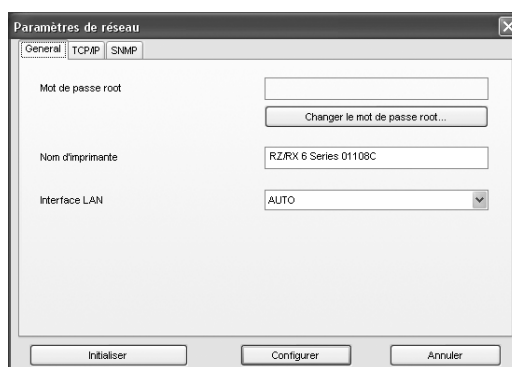 Paramètres de réseau
General TCP/IP SNMP
Mot de passe root
Changer le mot de passe root...
Nom d'imprimante RZ/RX 6 Series 01108C
Interface LAN AUTO
Initialiser Configurer Annuler